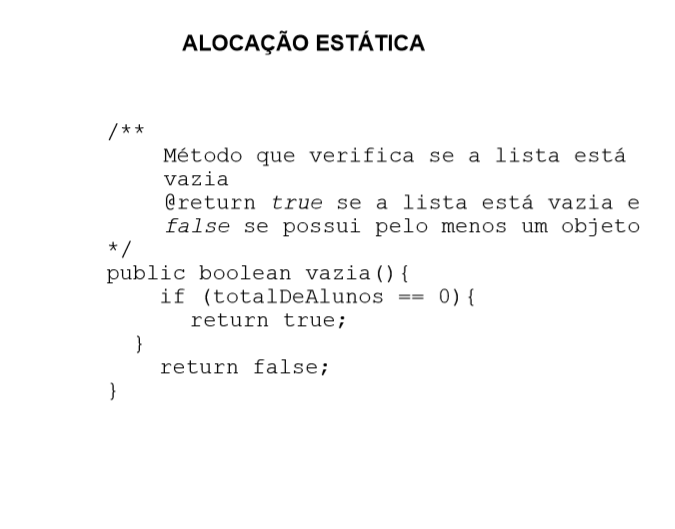 ALOCAÇÃO ESTÁTICA
/**
Método que verifica se a lista está
vazia
@return true se a lista está vazia e
false se possui pelo menos um objeto
*/
public boolean vazia(){
if (totalDeAlunos == 0){
return true;
}
return false;
}